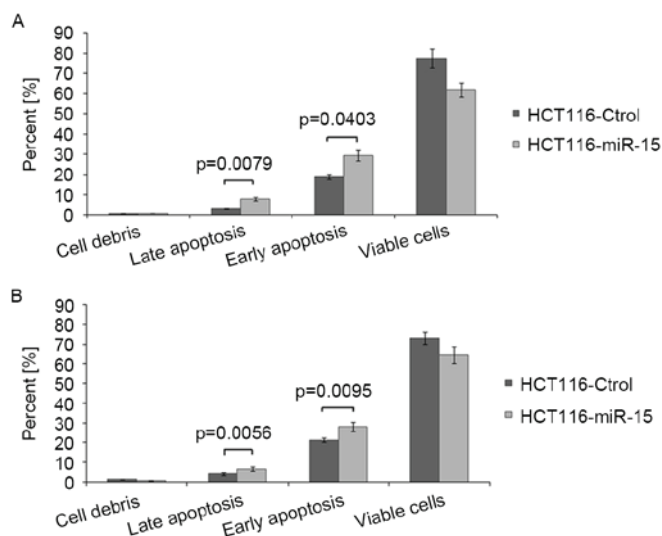 A
Percent [%]
90
80
70
60
50
40
30
20
10
0
p=0.0079
p=0.0403
HCT116-Ctrol
HCT116-miR-15
Cell debris
Late apoptosis
Early apoptosis
Viable cells
B
Percent [%]
90
80
70
60
50
40
30
20
10
0
p=0.0056
p=0.0095
HCT116-Ctrol
HCT116-miR-15
Cell debris
Late apoptosis
Early apoptosis
Viable cells